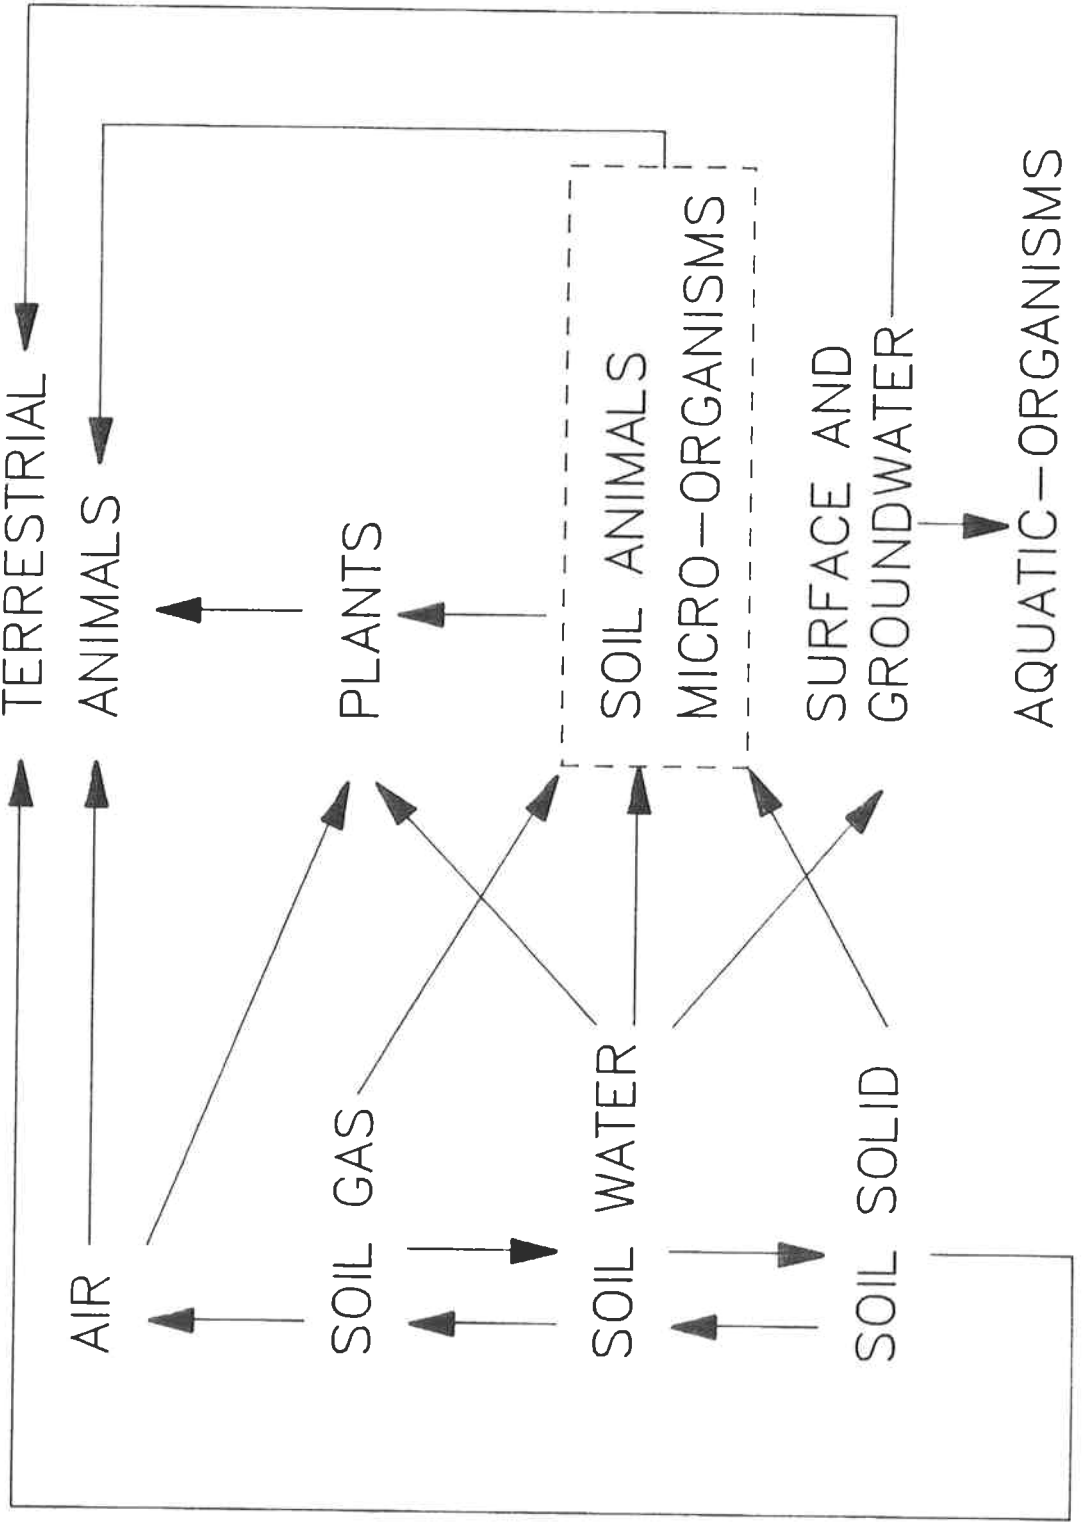 TERRESTRIAL
ANIMALS
AIR
PLANTS
SOIL GAS
SOIL ANIMALS
MICRO-ORGANISMS
SOIL WATER
SURFACE AND
GROUNDWATER
SOIL SOLID
AQUATIC-ORGANISMS